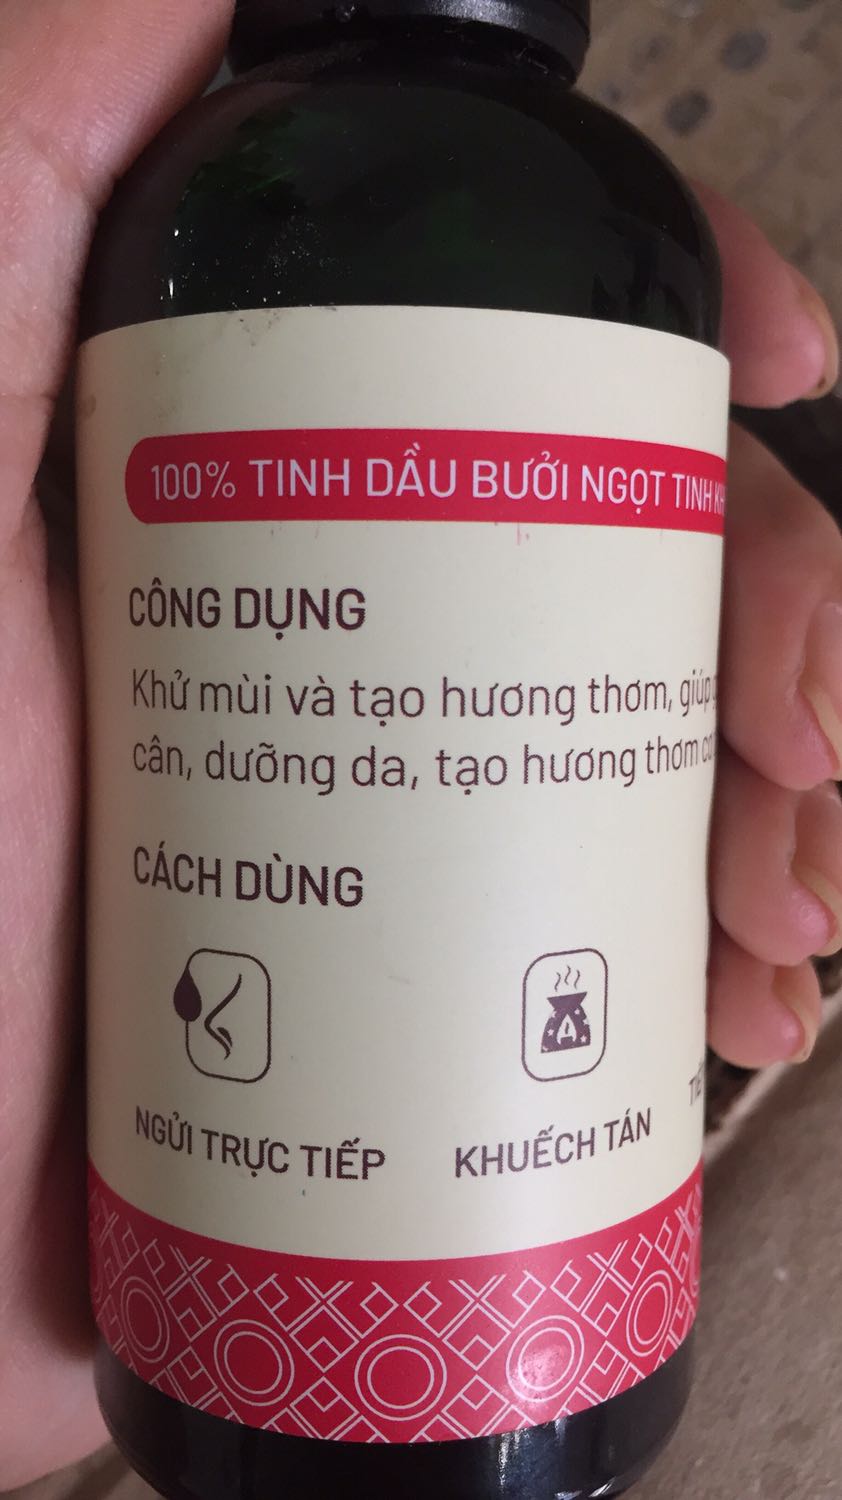 100% TINH DẦU BƯỞI NGỌT TINH
CÔNG DỤNG
Khử mùi và tạo hương thơm, giúp
cân, dưỡng da, tạo hương thơm
CÁCH DÙNG
NGỬI TRỰC TIẾP
KHUẾCH TÁN